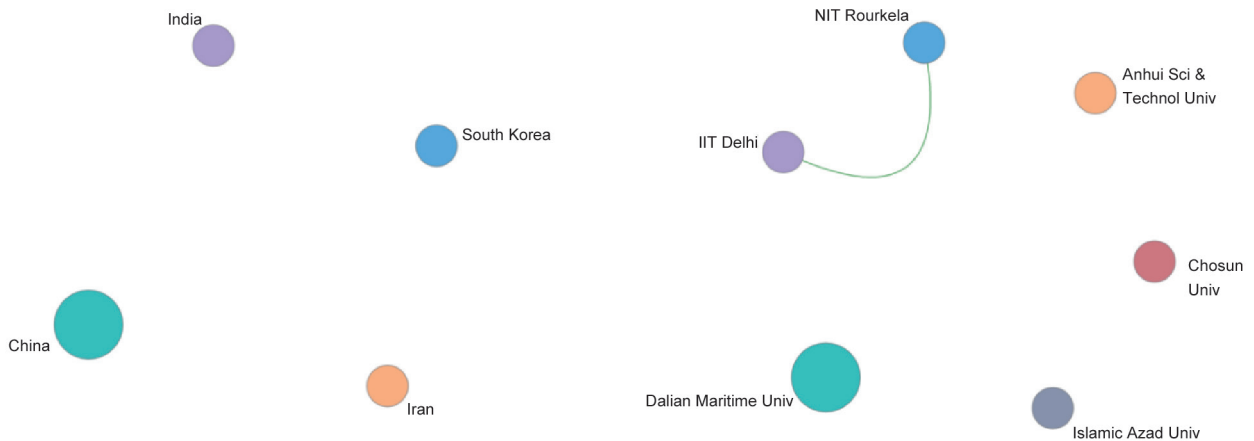 India
South Korea
China
Iran
NIT Rourkela
Anhui Sci &
Technol Univ
IIT Delhi
Chosun
Univ
Dalian Maritime Univ
Islamic Azad Univ